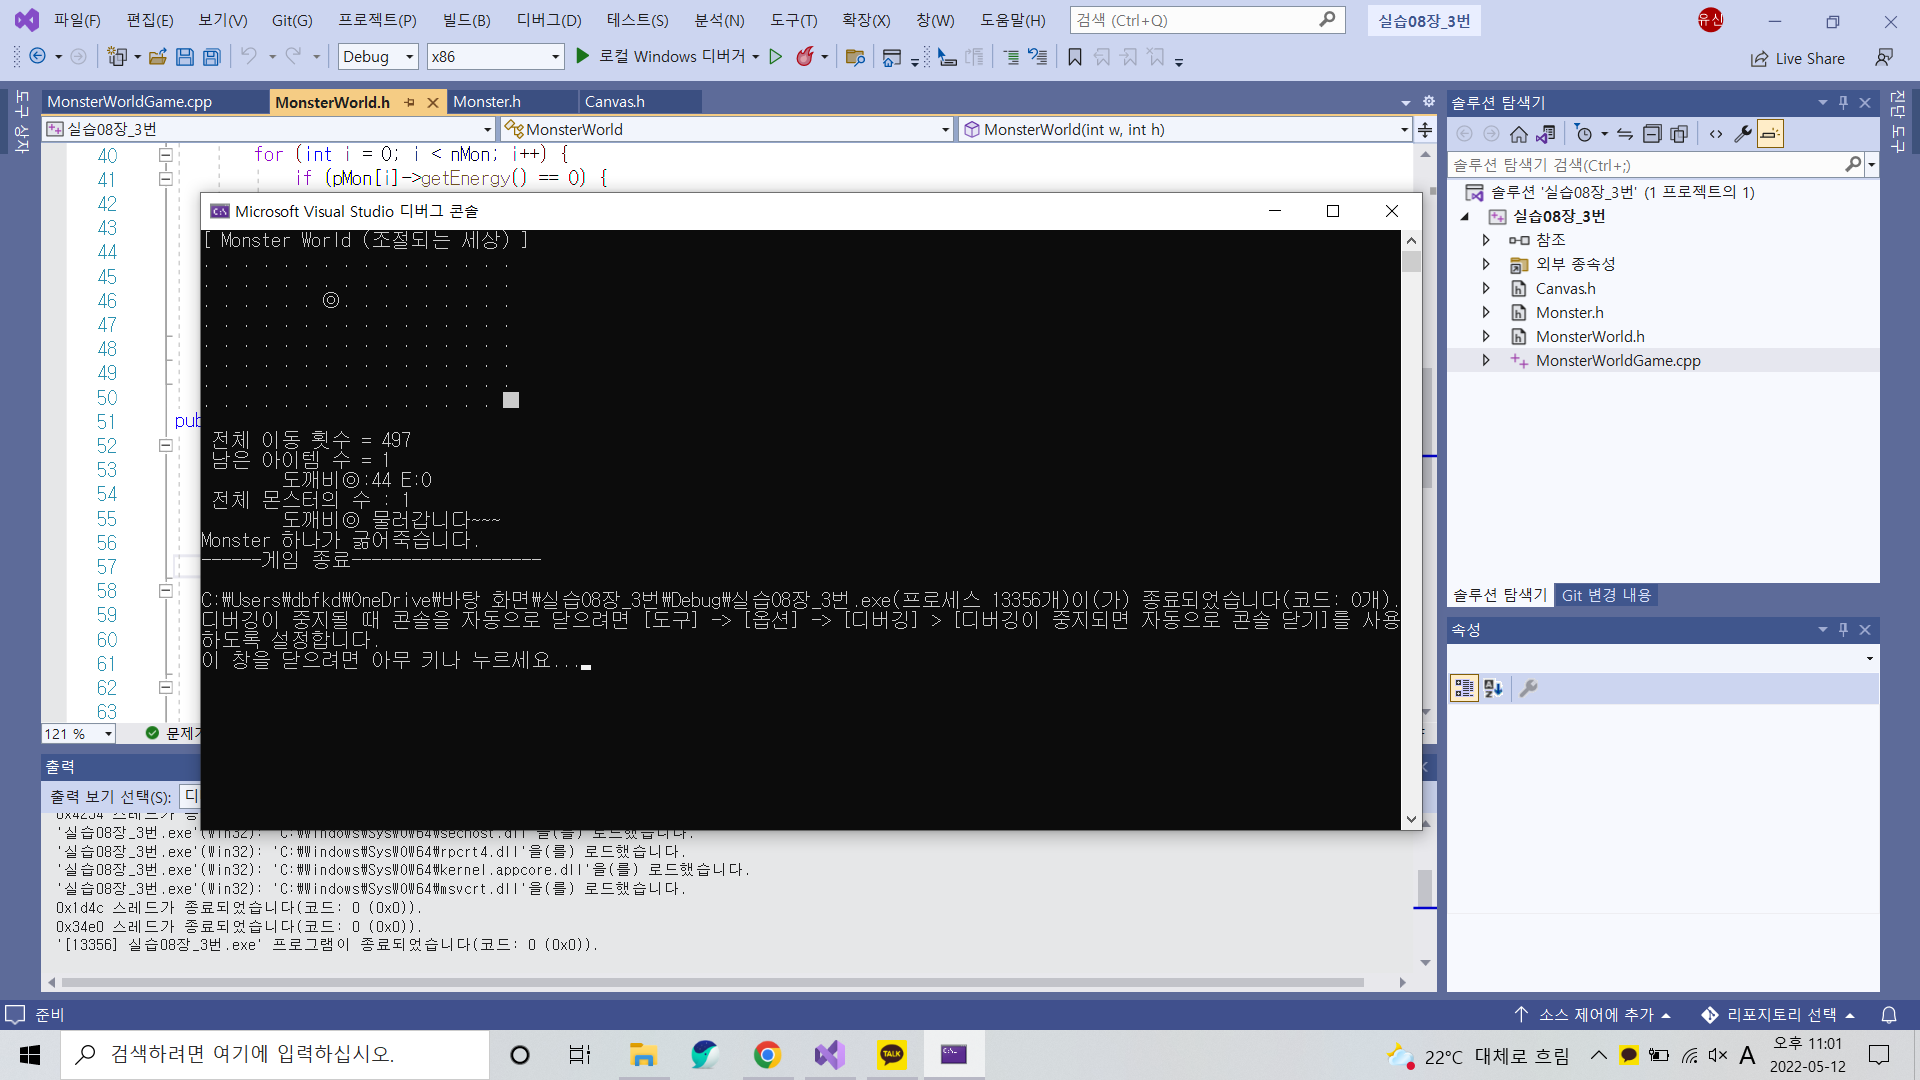 파일(F) 편집(E) 보기(V) Git(G) 프로젝트(P) 빌드(B) 디버그(D) 테스트(S) 분석(N) 도구(T) 확장(X) 창(W) 도움말(H) 검색 (Ctrl+Q) 실습08장_3번 유신
Debug x86 로컬 Windows 디버거 Live Share
도구 상자
MonsterWorldGame.cpp MonsterWorld.h Monster.h Canvas.h
실습08장_3번 MonsterWorld MonsterWorld(int w, int h)
40 for (int i = 0; i < nMon; i++) {
41 if (pMon[i]->getEnergy() == 0) {
42
43
44
45
46
47
48
49
50
51 pub
52
53
54
55
56
57
58
59
60
61
62
63
121 % 문제가
Microsoft Visual Studio 디버그 콘솔
[ Monster World (조절되는 세상) ]
. . . . . . . . . . . . . . . .
. . . . . . . . . . . . . . . .
. . . . . . ◎. . . . . . . . .
. . . . . . . . . . . . . . . .
. . . . . . . . . . . . . . . .
. . . . . . . . . . . . . . . .
. . . . . . . . . . . . . . . .
. . . . . . . . . . . . . . . ■
전체 이동 횟수 = 497
남은 아이템 수 = 1
도깨비◎:44 E:0
전체 몬스터의 수 : 1
도깨비◎ 물러갑니다~~~
Monster 하나가 굶어죽습니다.
------게임 종료-------------------
C:\Users\dbfkd\OneDrive\바탕 화면\실습08장_3번\Debug\실습08장_3번.exe(프로세스 13356개)이(가) 종료되었습니다(코드: 0개).
디버깅이 중지될 때 콘솔을 자동으로 닫으려면 [도구] -> [옵션] -> [디버깅] > [디버깅이 중지되면 자동으로 콘솔 닫기]를 사용
하도록 설정합니다.
이 창을 닫으려면 아무 키나 누르세요...
출력
출력 보기 선택(S): 디
0x4254 스레드가 종
'실습08장_3번.exe'(Win32): 'C:\Windows\SysWOW64\sechost.dll'을(를) 로드했습니다.
'실습08장_3번.exe'(Win32): 'C:\Windows\SysWOW64\rpcrt4.dll'을(를) 로드했습니다.
'실습08장_3번.exe'(Win32): 'C:\Windows\SysWOW64\kernel.appcore.dll'을(를) 로드했습니다.
'실습08장_3번.exe'(Win32): 'C:\Windows\SysWOW64\msvcrt.dll'을(를) 로드했습니다.
0x1d4c 스레드가 종료되었습니다(코드: 0 (0x0)).
0x34e0 스레드가 종료되었습니다(코드: 0 (0x0)).
'[13356] 실습08장_3번.exe' 프로그램이 종료되었습니다(코드: 0 (0x0)).
솔루션 탐색기
솔루션 탐색기 검색(Ctrl+;)
솔루션 '실습08장_3번' (1 프로젝트의 1)
실습08장_3번
참조
외부 종속성
Canvas.h
Monster.h
MonsterWorld.h
MonsterWorldGame.cpp
솔루션 탐색기 Git 변경 내용
속성
진단 도구
준비 소스 제어에 추가 리포지토리 선택
검색하려면 여기에 입력하십시오. TALK 22°C 대체로 흐림 A 오후 11:01
2022-05-12